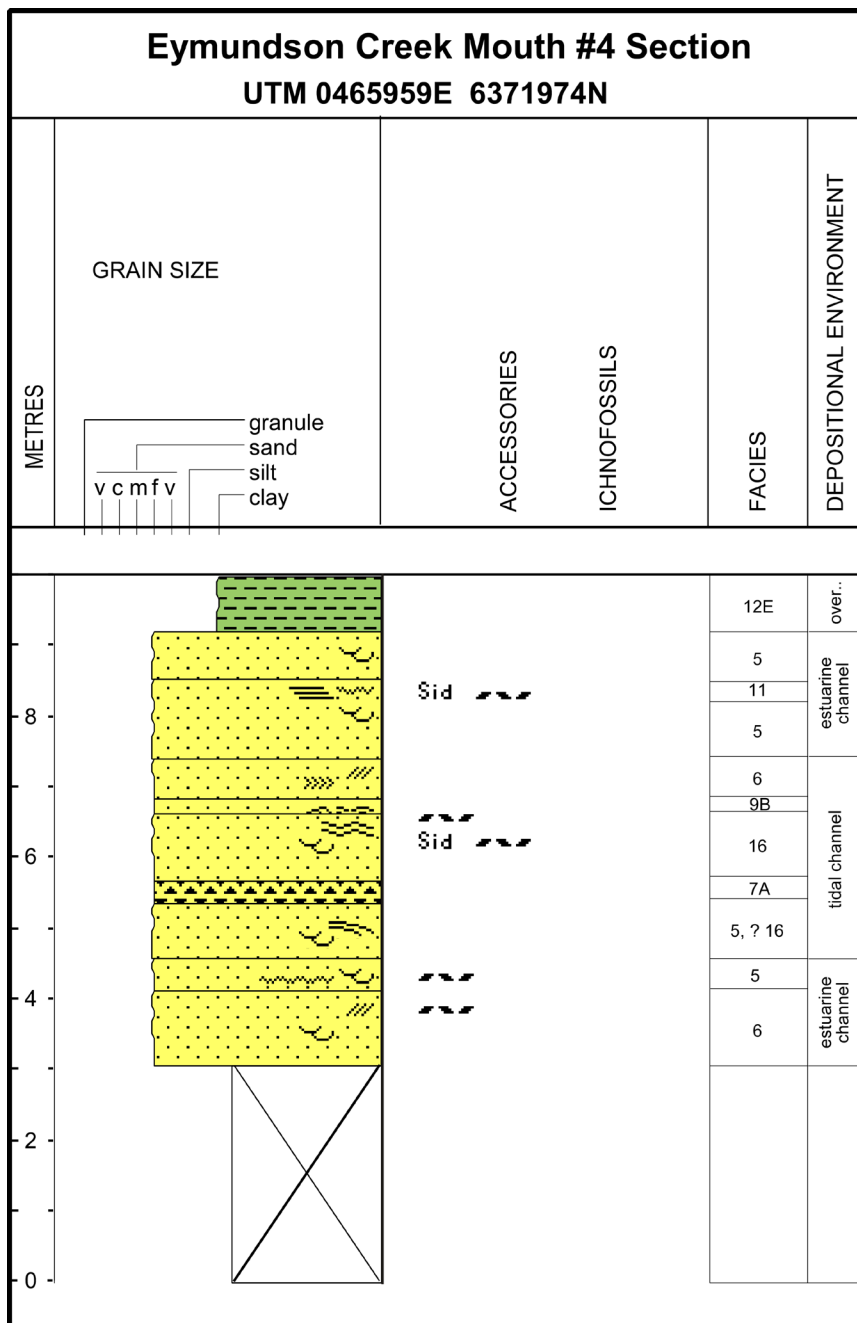 Eymundson Creek Mouth #4 Section
UTM 0465959E 6371974N
METRES
GRAIN SIZE
granule
sand
silt
clay
v c m f v
ACCESSORIES
ICHNOFOSSILS
FACIES
DEPOSITIONAL ENVIRONMENT
12E
over..
5
Sid
11
8
5
estuarine
channel
6
9B
6
Sid
16
7A
5, ? 16
tidal channel
5
4
6
estuarine
channel
2
0